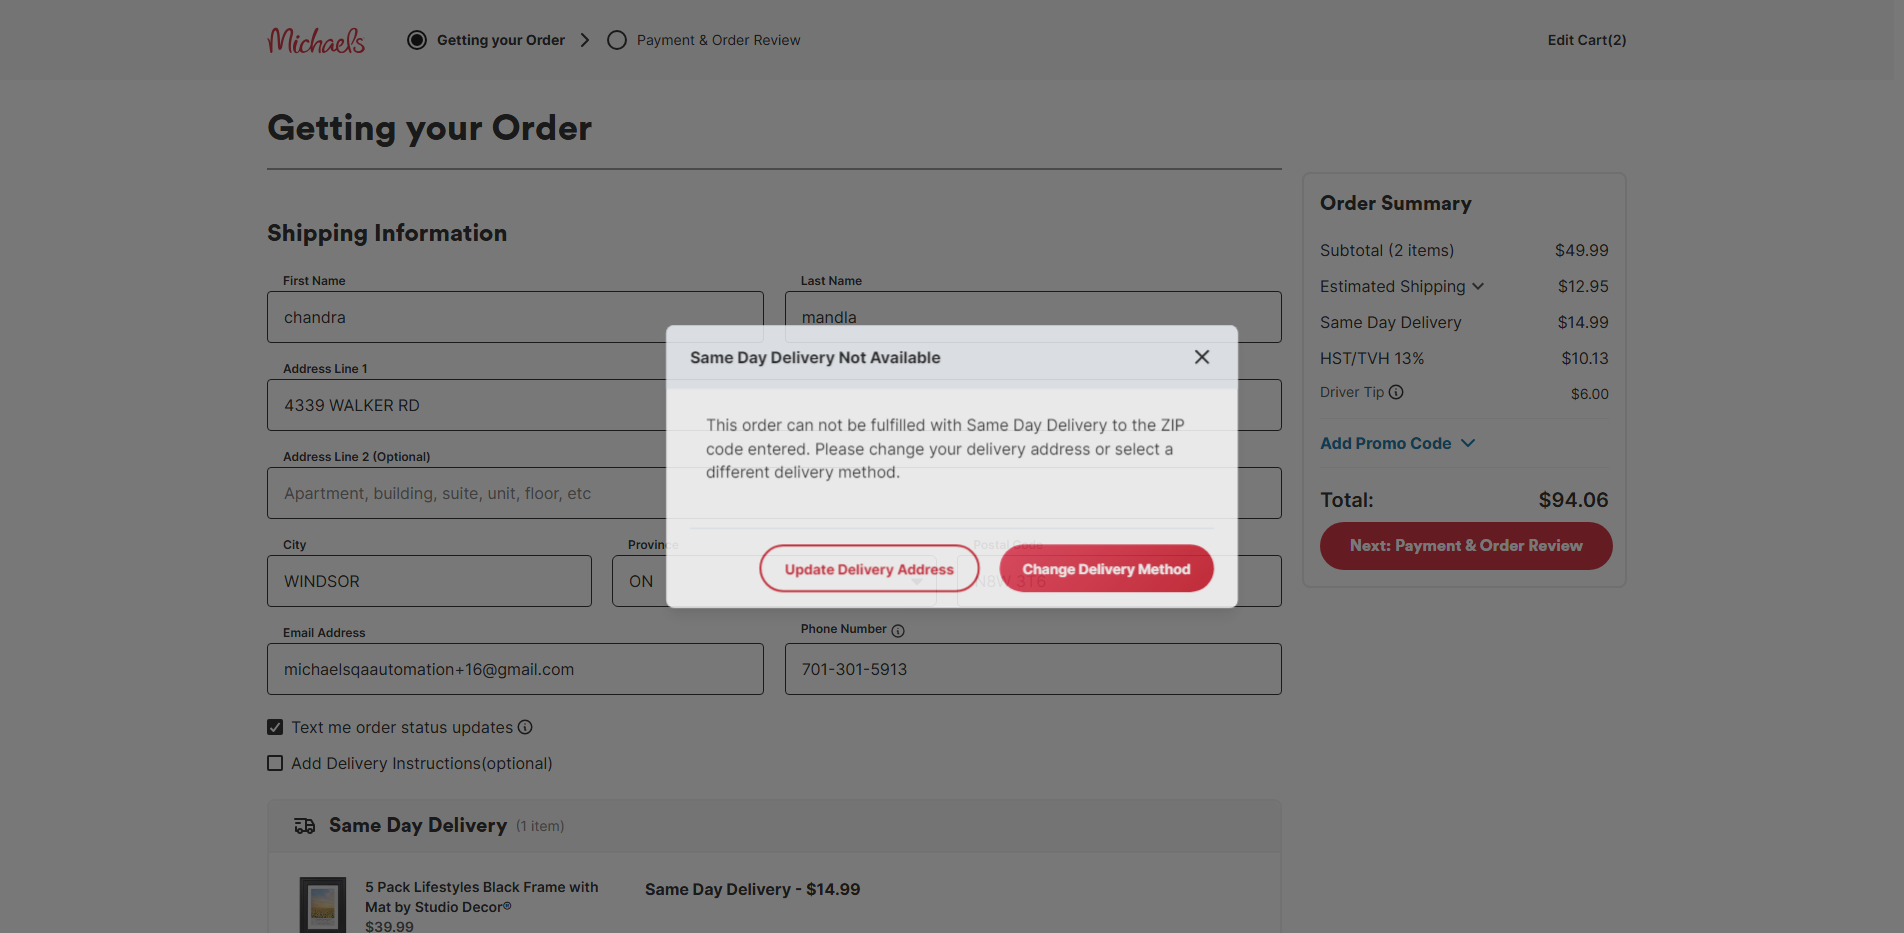 Michaels
Getting your Order
Payment & Order Review
Edit Cart(2)
Getting your Order
Shipping Information
First Name
Last Name
chandra
mandla
Address Line 1
4339 WALKER RD
Address Line 2 (Optional)
Apartment, building, suite, unit, floor, etc
City
Province
Postal Code
WINDSOR
ON
N8W 3T6
Email Address
Phone Number
michaelsqaautomation+16@gmail.com
701-301-5913
Text me order status updates
Add Delivery Instructions(optional)
Same Day Delivery (1 item)
5 Pack Lifestyles Black Frame with
Mat by Studio Decor®
$39.99
Same Day Delivery - $14.99
Same Day Delivery Not Available
This order can not be fulfilled with Same Day Delivery to the ZIP
code entered. Please change your delivery address or select a
different delivery method.
Update Delivery Address
Change Delivery Method
Order Summary
Subtotal (2 items) $49.99
Estimated Shipping $12.95
Same Day Delivery $14.99
HST/TVH 13% $10.13
Driver Tip $6.00
Add Promo Code
Total: $94.06
Next: Payment & Order Review